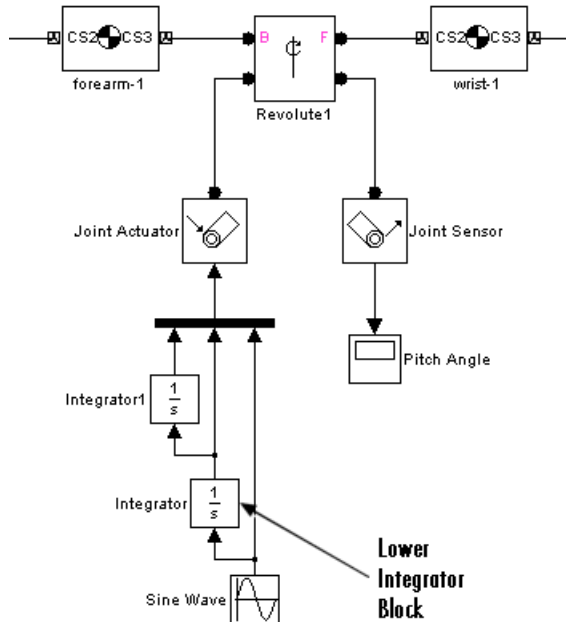 CS2 CS3
forearm-1
B F
Revolute1
CS2 CS3
wrist-1
Joint Actuator
Joint Sensor
Pitch Angle
Integrator1
1
s
Integrator
1
s
Lower
Integrator
Block
Sine Wave